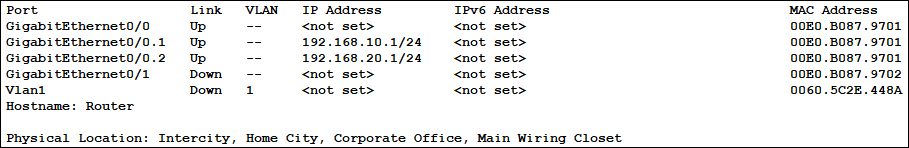 Port Link VLAN IP Address IPv6 Address MAC Address
GigabitEthernet0/0 Up -- <not set> <not set> 00E0.B087.9701
GigabitEthernet0/0.1 Up -- 192.168.10.1/24 <not set> 00E0.B087.9701
GigabitEthernet0/0.2 Up -- 192.168.20.1/24 <not set> 00E0.B087.9701
GigabitEthernet0/1 Down -- <not set> <not set> 00E0.B087.9702
Vlan1 Down 1 <not set> <not set> 0060.5C2E.448A
Hostname: Router
Physical Location: Intercity, Home City, Corporate Office, Main Wiring Closet